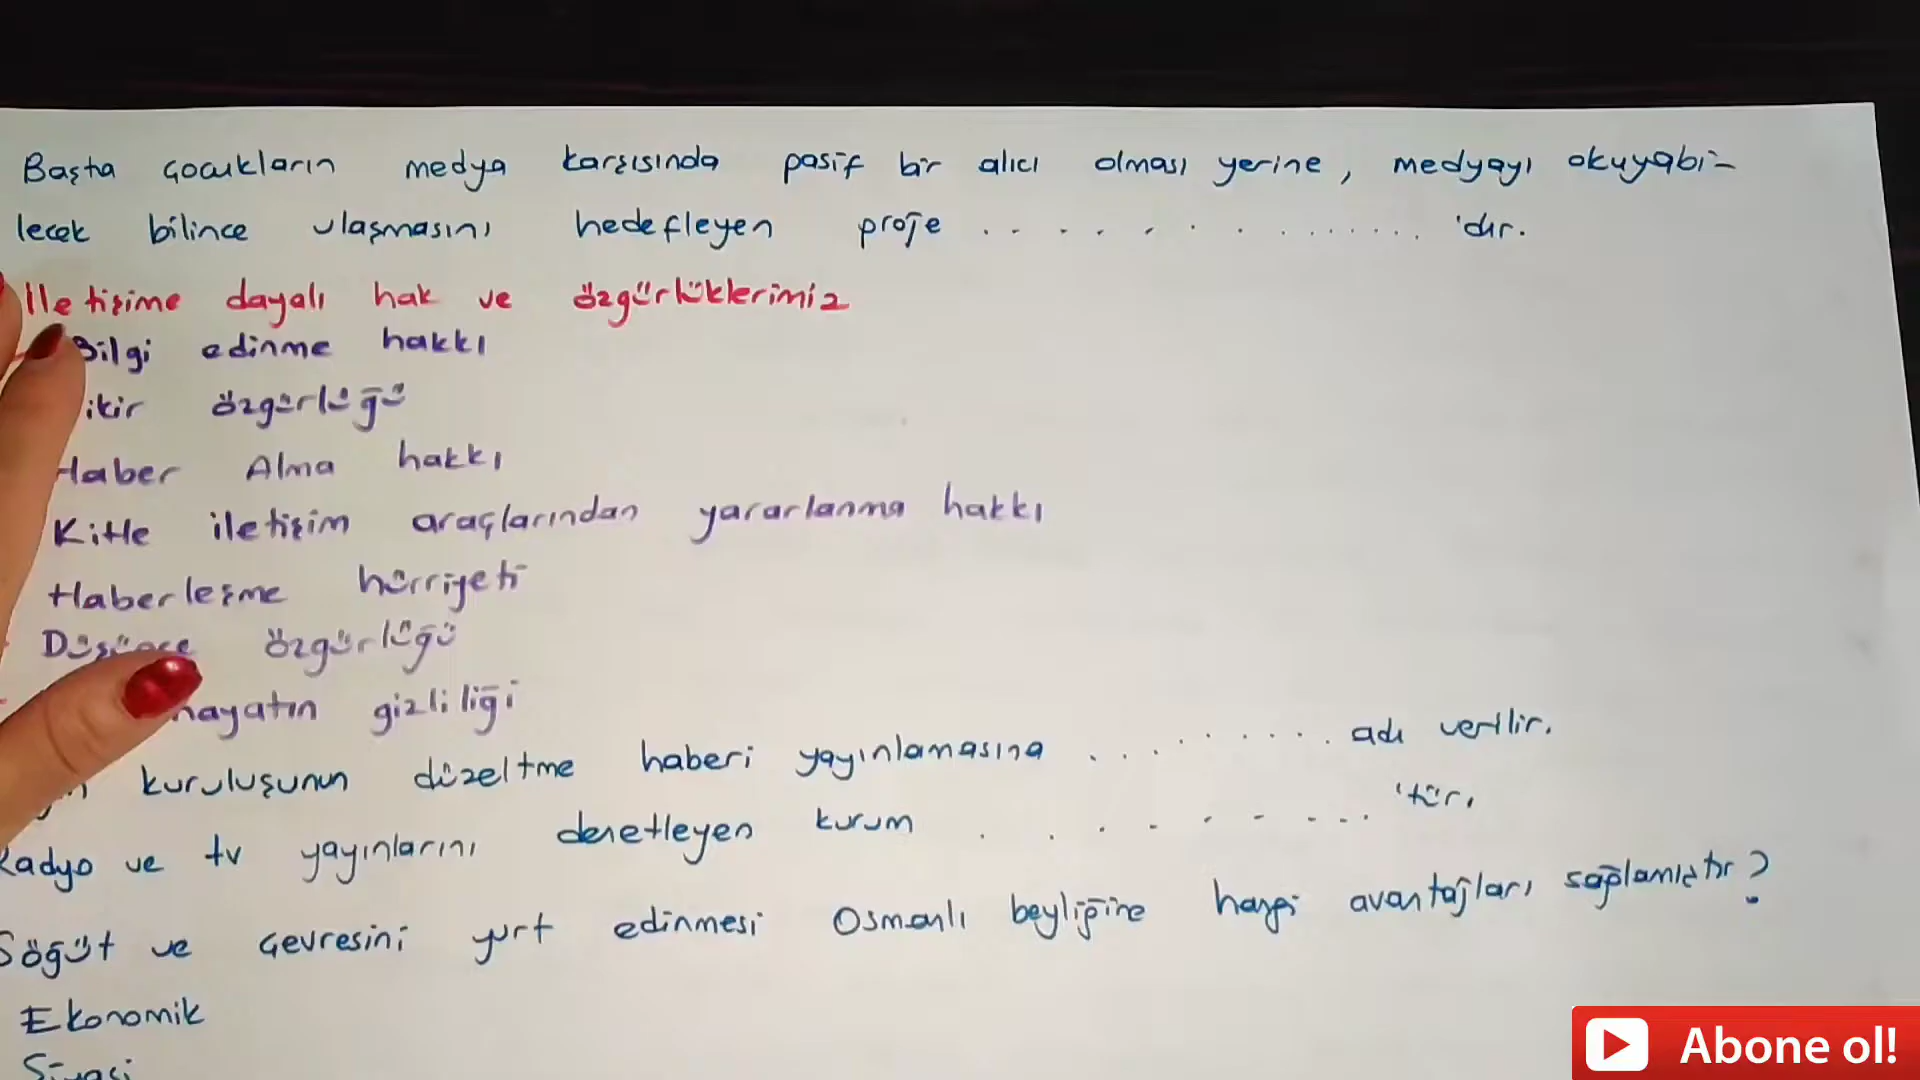 Başta çocukların medya karşısında pasif bir alıcı olması yerine, medyayı okuyabi-
lecek bilince ulaşmasını hedefleyen proje .............. 'dır.
İletişime dayalı hak ve özgürlüklerimiz
Bilgi edinme hakkı
özgürlüğü
Haber Alma hakkı
Kitle iletişim araçlarından yararlanma hakkı
Haberleşme hürriyeti
Düşünce özgürlüğü
hayatın gizliliği
kuruluşunun düzeltme haberi yayınlamasına ......... adı verilir.
Radyo ve tv yayınlarını denetleyen kurum ......... 'tür.
Söğüt ve çevresini yurt edinmesi Osmanlı beyliğine hangi avantajları sağlamıştır?
Ekonomik
Siyasi
Abone ol!